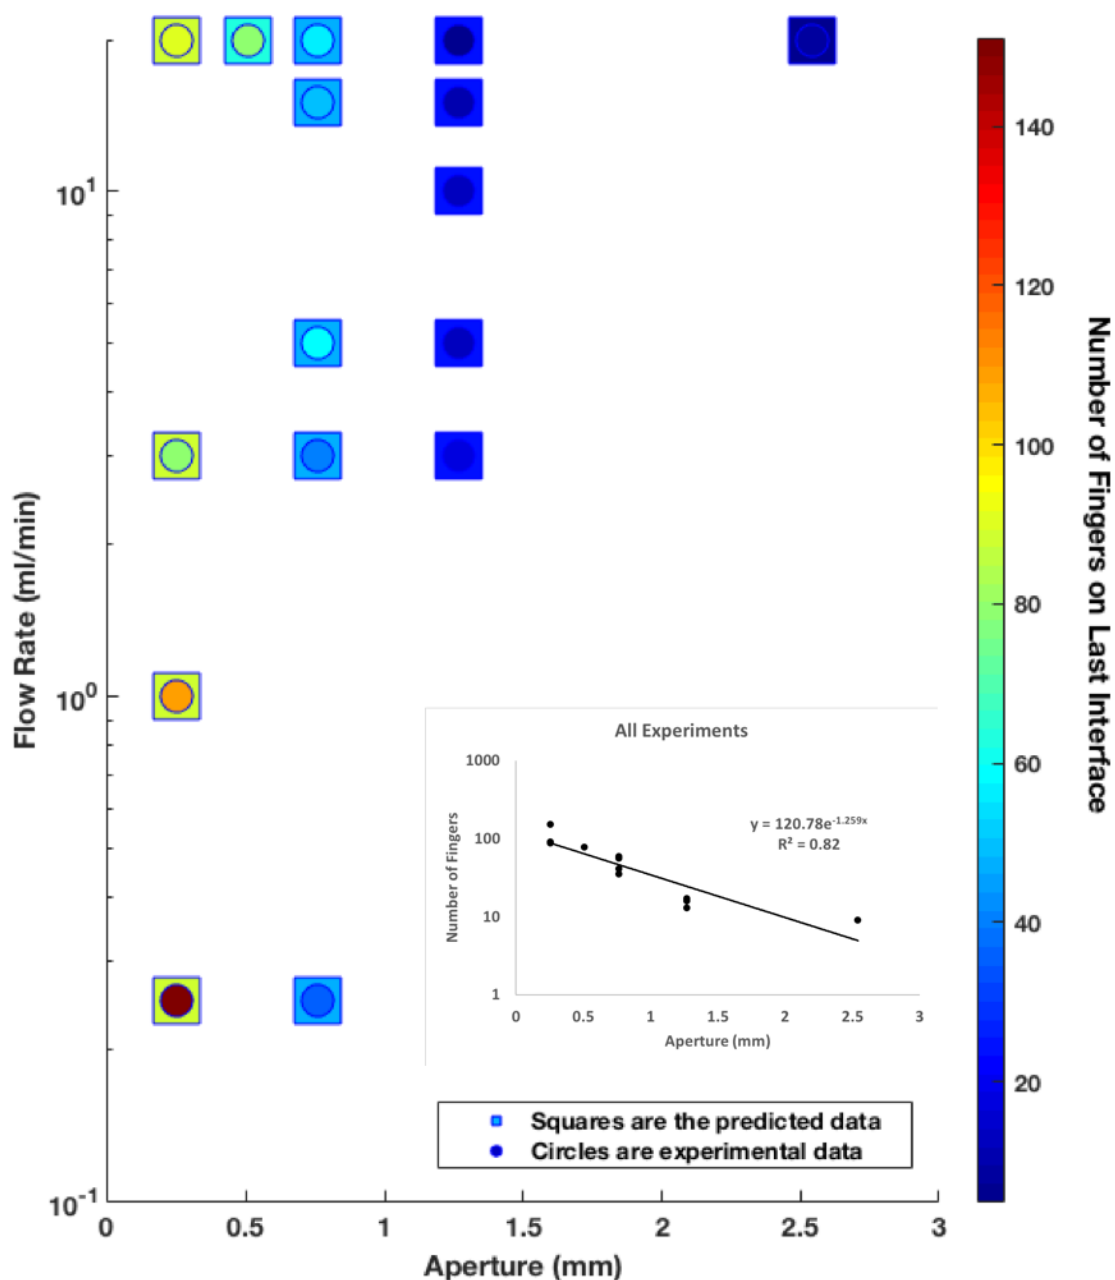 10^1
10^0
10^-1
Flow Rate (ml/min)
0 0.5 1 1.5 2 2.5 3
Aperture (mm)
All Experiments
1000
100
10
1
Number of Fingers
y = 120.78e^-1.259x
R² = 0.82
0 0.5 1 1.5 2 2.5 3
Aperture (mm)
Squares are the predicted data
Circles are experimental data
140
120
100
80
60
40
20
Number of Fingers on Last Interface